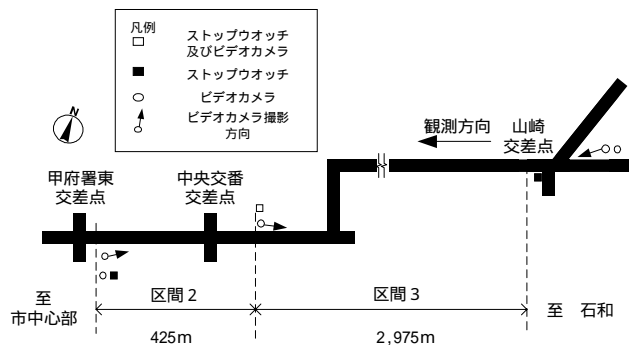 凡例
ストップウオッチ
及びビデオカメラ
ストップウオッチ
ビデオカメラ
ビデオカメラ撮影
方向
N
観測方向
山崎
交差点
甲府署東
交差点
中央交番
交差点
至
市中心部
区間2
区間3
至 石和
425m
2,975m